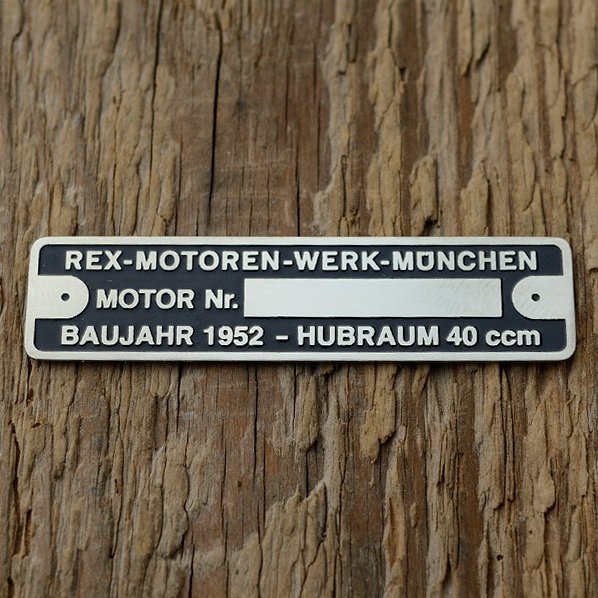 REX-MOTOREN-WERK-MÜNCHEN
MOTOR Nr.
BAUJAHR 1952 - HUBRAUM 40 ccm